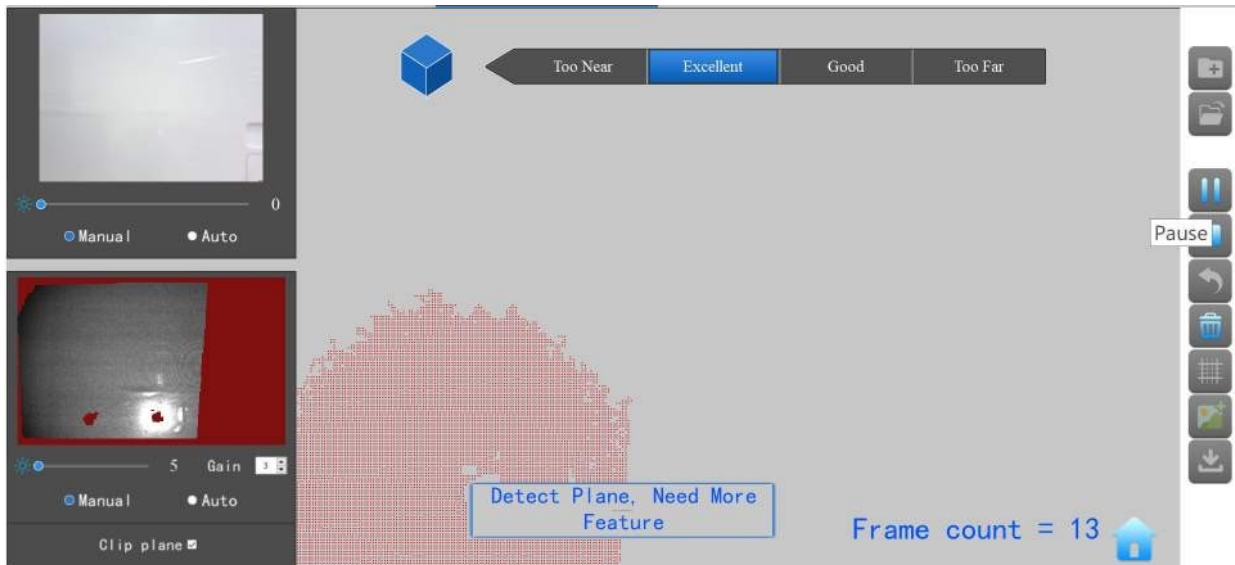 Too Near
Excellent
Good
Too Far
0
Manual
Auto
Pause
5
Gain
3
Manual
Auto
Clip plane
Detect Plane, Need More
Feature
Frame count = 13